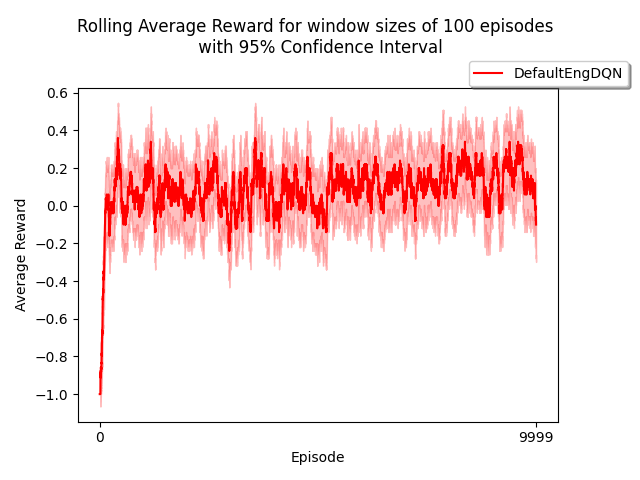 Rolling Average Reward for window sizes of 100 episodes
with 95% Confidence Interval
DefaultEngDQN
0.6
0.4
0.2
0.0
−0.2
−0.4
−0.6
−0.8
−1.0
Average Reward
0
9999
Episode